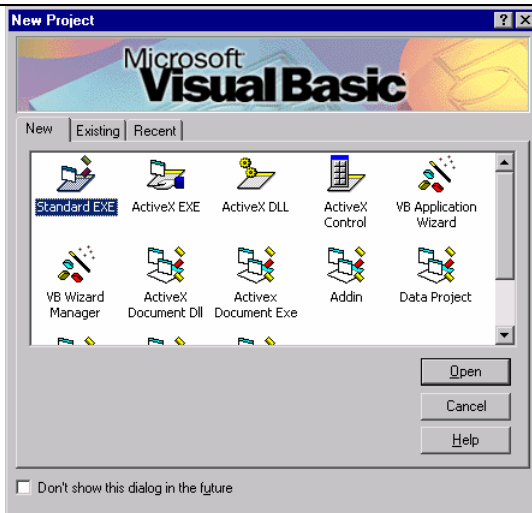 New Project
Microsoft
Visual Basic
New Existing Recent
Standard EXE ActiveX EXE ActiveX DLL ActiveX Control VB Application Wizard
VB Wizard Manager ActiveX Document Dll Activex Document Exe Addin Data Project
Open
Cancel
Help
Don't show this dialog in the future